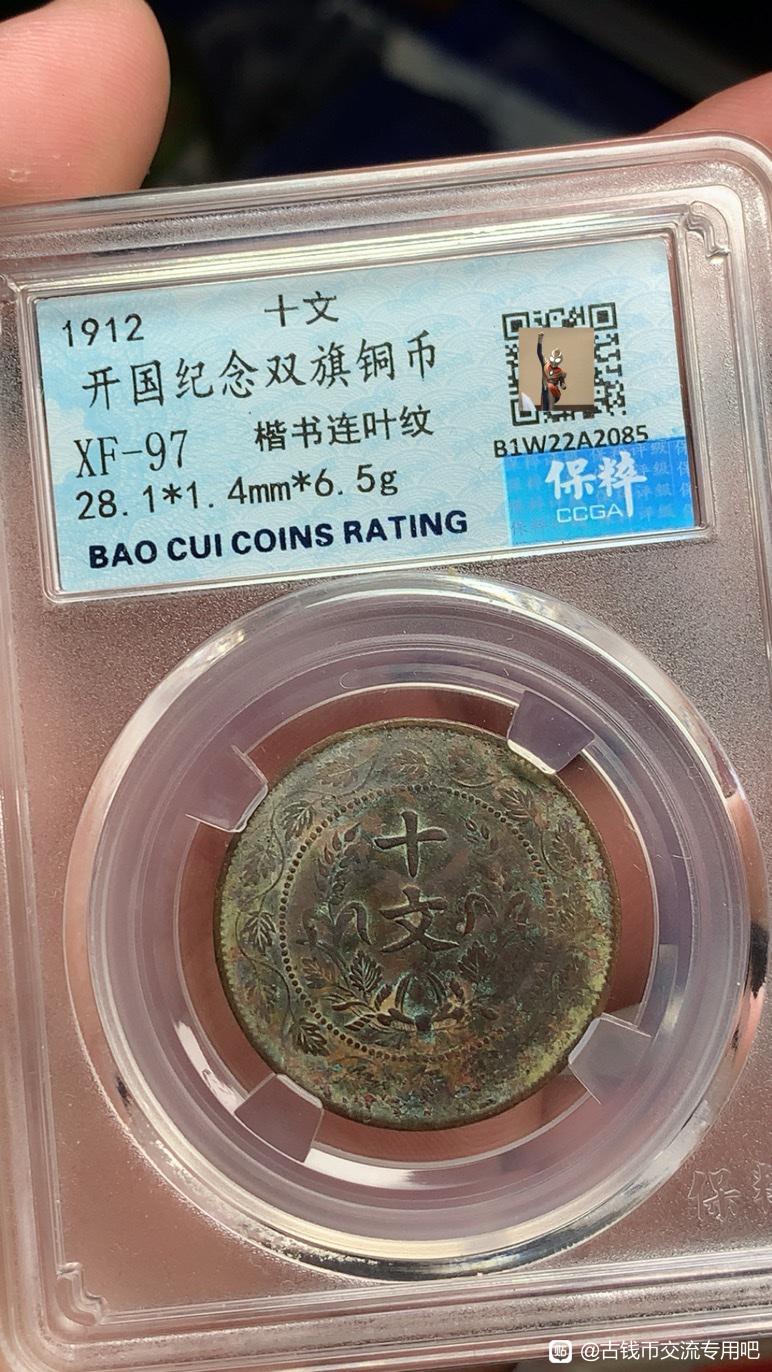 1912 十文
开国纪念双旗铜币
XF-97 楷书连叶纹
28.1*1.4mm*6.5g
BAO CUI COINS RATING
B1W22A2085
保粹
CCGA
十
文
保粹
@古钱币交流专用吧